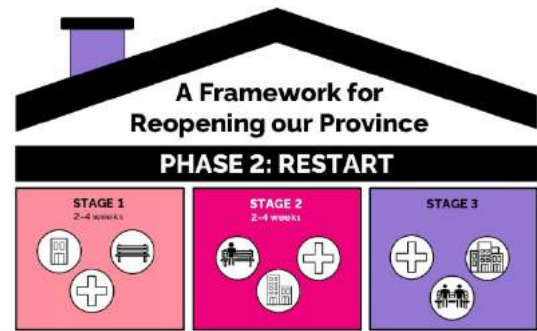 A Framework for
Reopening our Province
PHASE 2: RESTART
STAGE 1
2-4 weeks
STAGE 2
2-4 weeks
STAGE 3